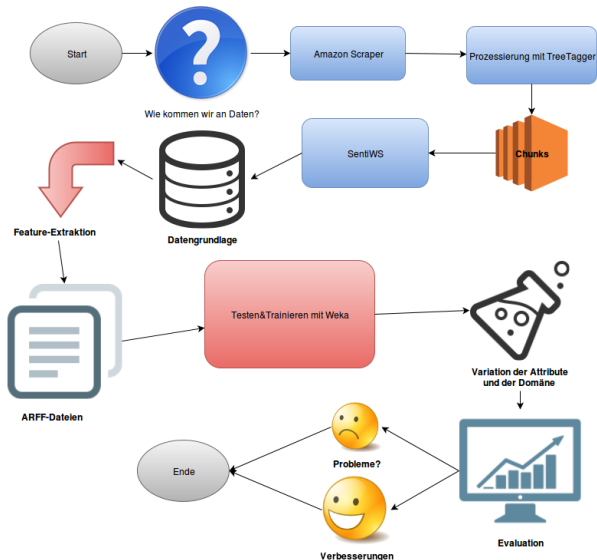 Start
Wie kommen wir an Daten?
Amazon Scraper
Prozessierung mit TreeTagger
Chunks
SentiWS
Datengrundlage
Feature-Extraktion
ARFF-Dateien
Testen&Trainieren mit Weka
Variation der Attribute
und der Domäne
Evaluation
Probleme?
Verbesserungen
Ende